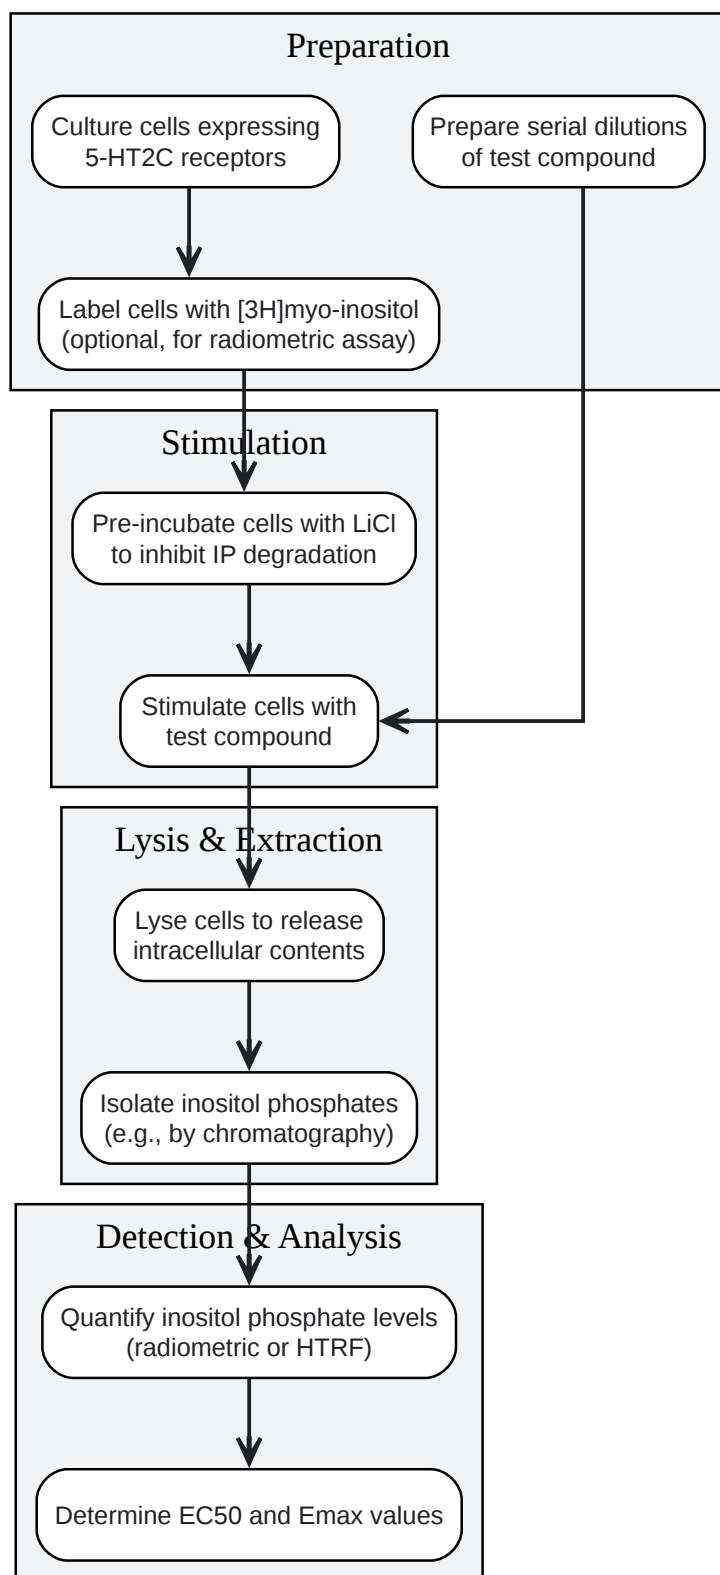 Preparation
Culture cells expressing
5-HT2C receptors
Prepare serial dilutions
of test compound
Label cells with [3H]myo-inositol
(optional, for radiometric assay)
Stimulation
Pre-incubate cells with LiCl
to inhibit IP degradation
Stimulate cells with
test compound
Lysis & Extraction
Lyse cells to release
intracellular contents
Isolate inositol phosphates
(e.g., by chromatography)
Detection & Analysis
Quantify inositol phosphate levels
(radiometric or HTRF)
Determine EC50 and Emax values